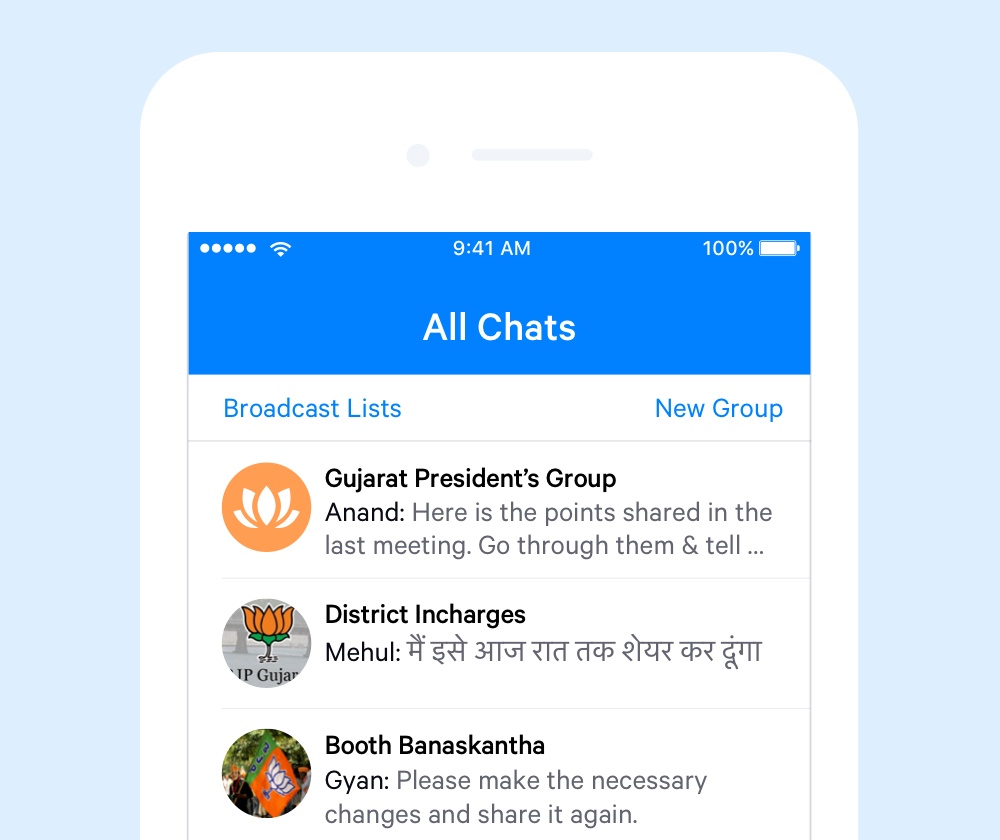 9:41 AM
100%
All Chats
Broadcast Lists
New Group
Gujarat President’s Group
Anand: Here is the points shared in the
last meeting. Go through them & tell ...
District Incharges
Mehul: मैं इसे आज रात तक शेयर कर दूंगा
JP Gujar
Booth Banaskantha
Gyan: Please make the necessary
changes and share it again.